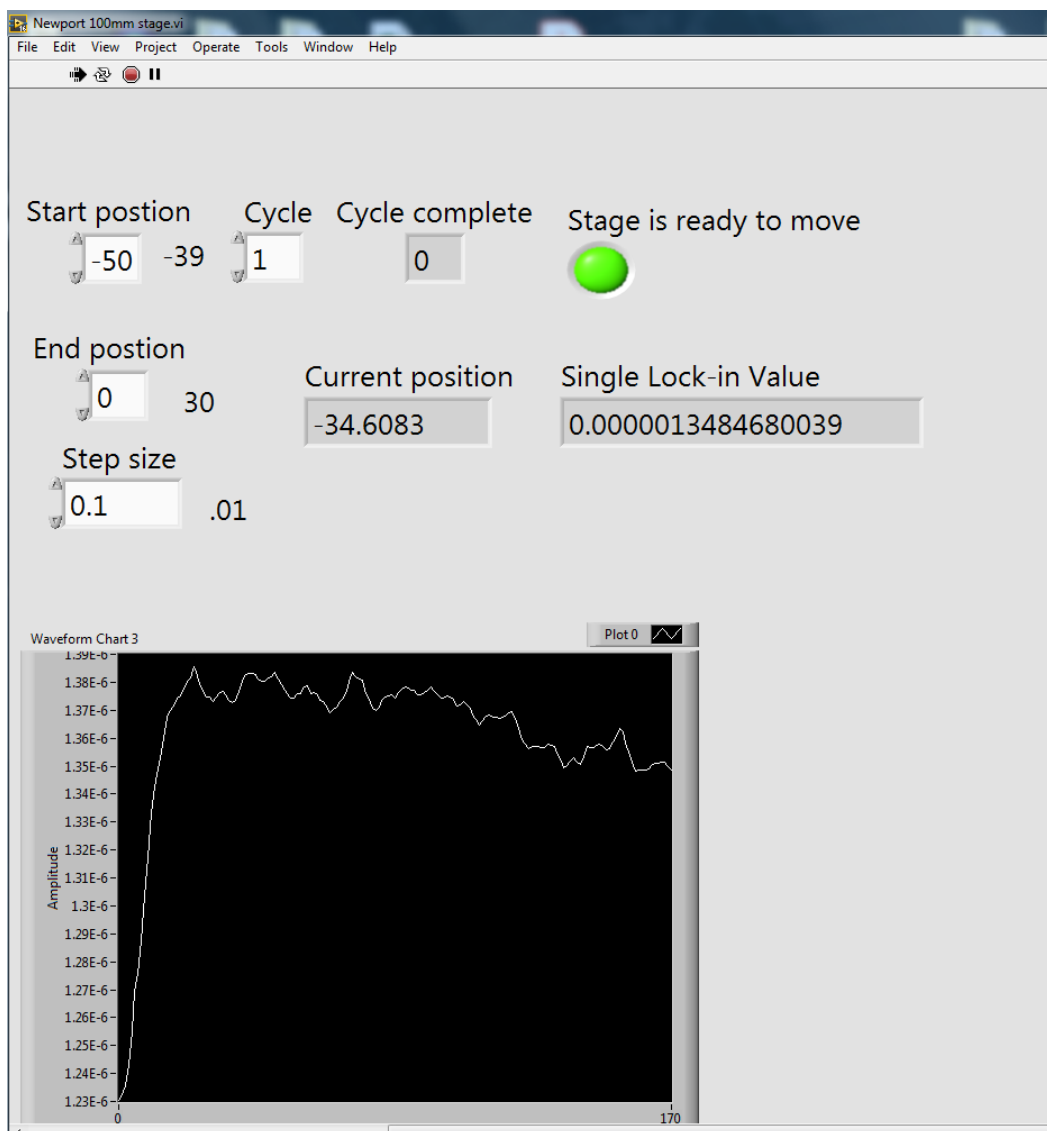 Newport 100mm stage.vi
File Edit View Project Operate Tools Window Help
Start postion Cycle Cycle complete Stage is ready to move
-50 -39 1 0
End postion
0 30
Current position Single Lock-in Value
-34.6083 0.0000013484680039
Step size
0.1 .01
Waveform Chart 3 Plot 0
1.39E-6
1.38E-6
1.37E-6
1.36E-6
1.35E-6
1.34E-6
1.33E-6
1.32E-6
1.31E-6
1.3E-6
1.29E-6
1.28E-6
1.27E-6
1.26E-6
1.25E-6
1.24E-6
1.23E-6
Amplitude
0 170